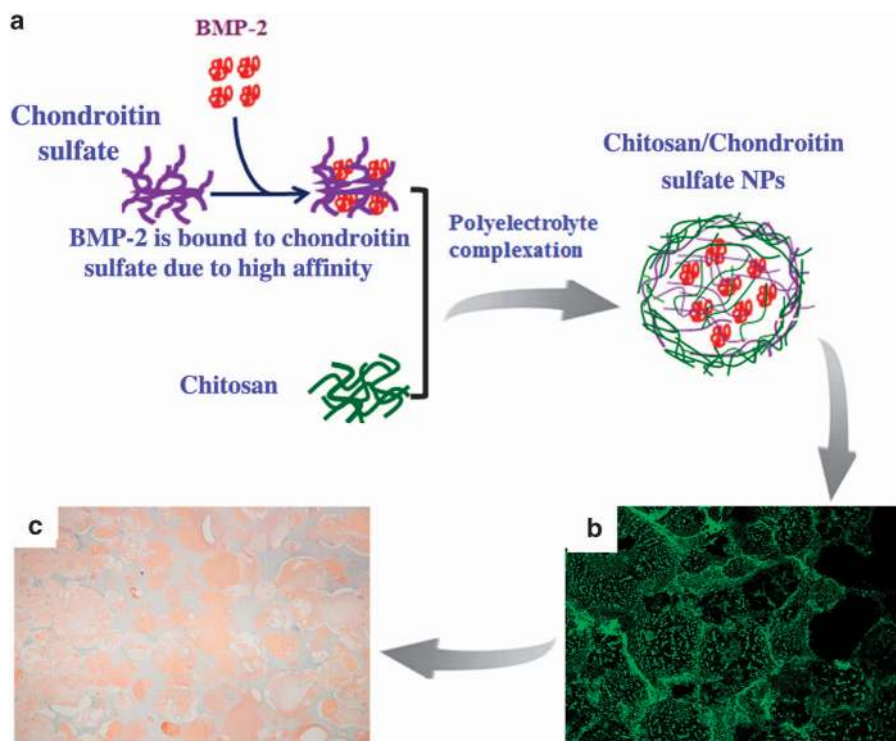 a
BMP-2
Chondroitin
sulfate
BMP-2 is bound to chondroitin
sulfate due to high affinity
Chitosan
Polyelectrolyte
complexation
Chitosan/Chondroitin
sulfate NPs
c
b